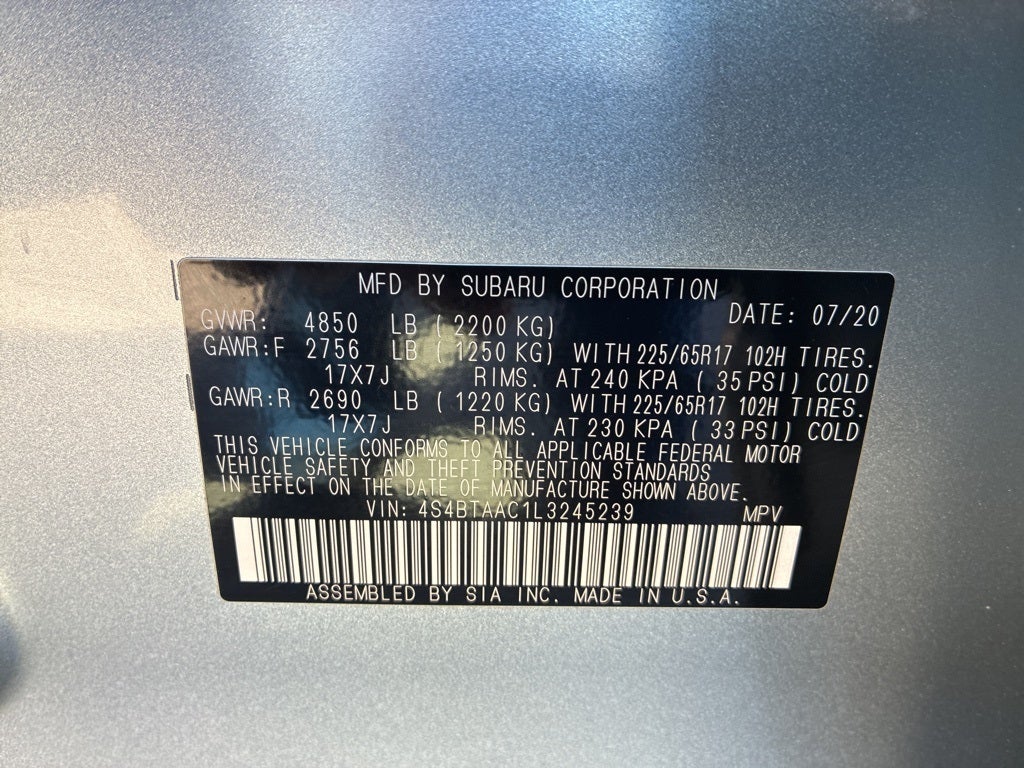 MFD BY SUBARU CORPORATION
DATE: 07/20
GVWR: 4850 LB ( 2200 KG)
GAWR:F 2756 LB ( 1250 KG) WITH 225/65R17 102H TIRES.
17X7J RIMS. AT 240 KPA ( 35 PSI) COLD
GAWR:R 2690 LB ( 1220 KG) WITH 225/65R17 102H TIRES.
17X7J RIMS. AT 230 KPA ( 33 PSI) COLD
THIS VEHICLE CONFORMS TO ALL APPLICABLE FEDERAL MOTOR
VEHICLE SAFETY AND THEFT PREVENTION STANDARDS
IN EFFECT ON THE DATE OF MANUFACTURE SHOWN ABOVE.
VIN: 4S4BTAAC1L3245239 MPV
ASSEMBLED BY SIA INC. MADE IN U.S.A.